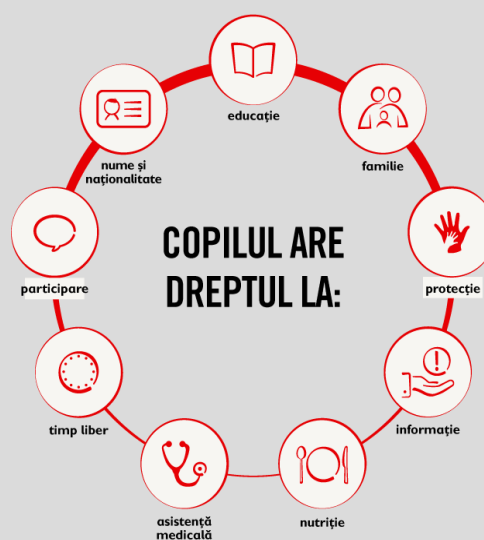 COPILUL ARE
DREPTUL LA:
educație
familie
protecție
informație
nutriție
asistență
medicală
timp liber
participare
nume și
naționalitate